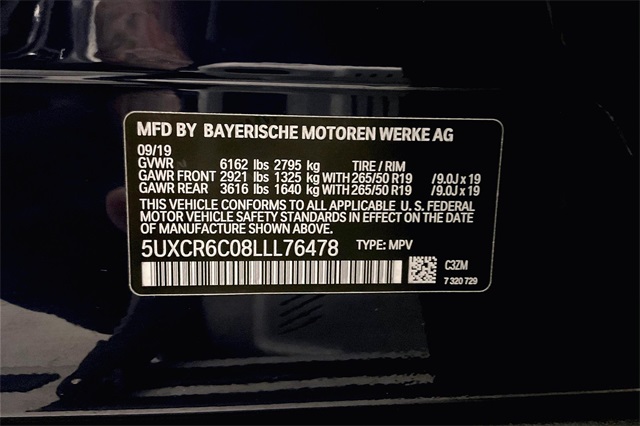 MFD BY BAYERISCHE MOTOREN WERKE AG
09/19
GVWR 6162 lbs 2795 kg TIRE / RIM
GAWR FRONT 2921 lbs 1325 kg WITH 265/50 R19 /9.0J x 19
GAWR REAR 3616 lbs 1640 kg WITH 265/50 R19 /9.0J x 19
THIS VEHICLE CONFORMS TO ALL APPLICABLE U. S. FEDERAL
MOTOR VEHICLE SAFETY STANDARDS IN EFFECT ON THE DATE
OF MANUFACTURE SHOWN ABOVE.
5UXCR6C08LLL76478 TYPE: MPV
C3ZM
7 320 729